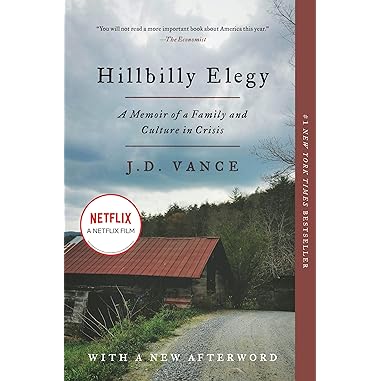 "You will not read a more important book about America this year."
—The Economist
Hillbilly Elegy
A Memoir of a Family and
Culture in Crisis
J.D. VANCE
NETFLIX
A NETFLIX FILM
WITH A NEW AFTERWORD
#1 NEW YORK TIMES BESTSELLER